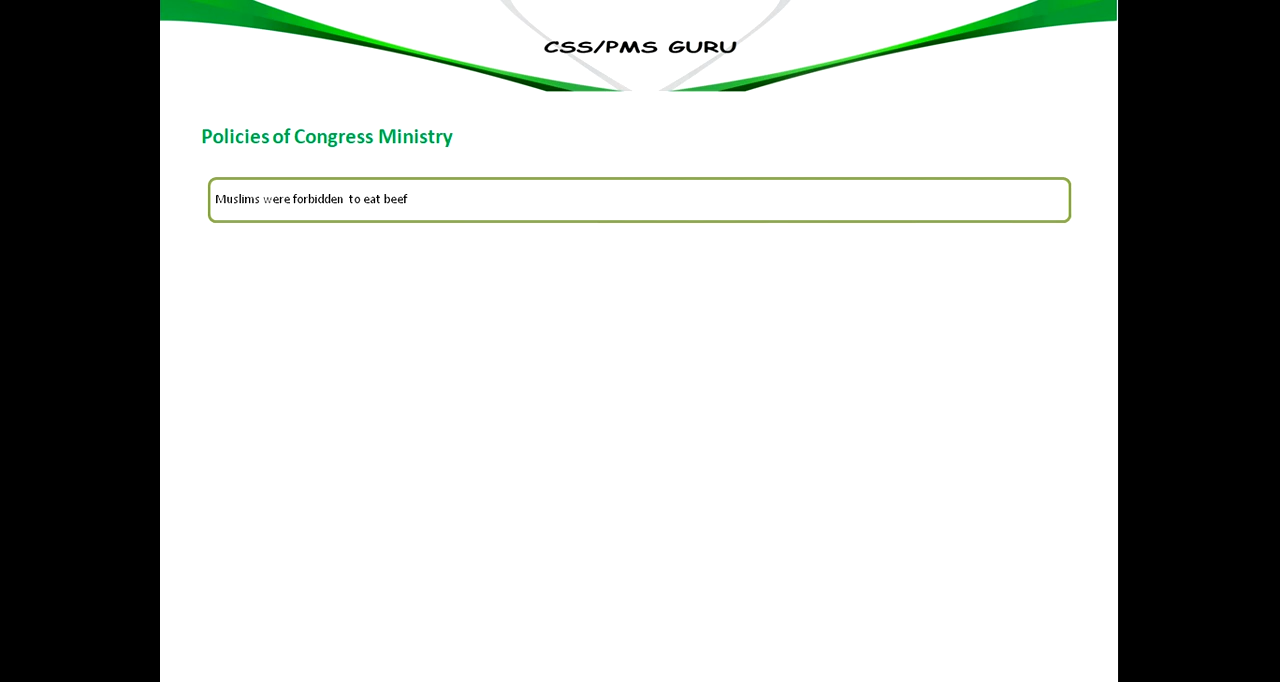 CSS/PMS GURU
Policies of Congress Ministry
Muslims were forbidden to eat beef